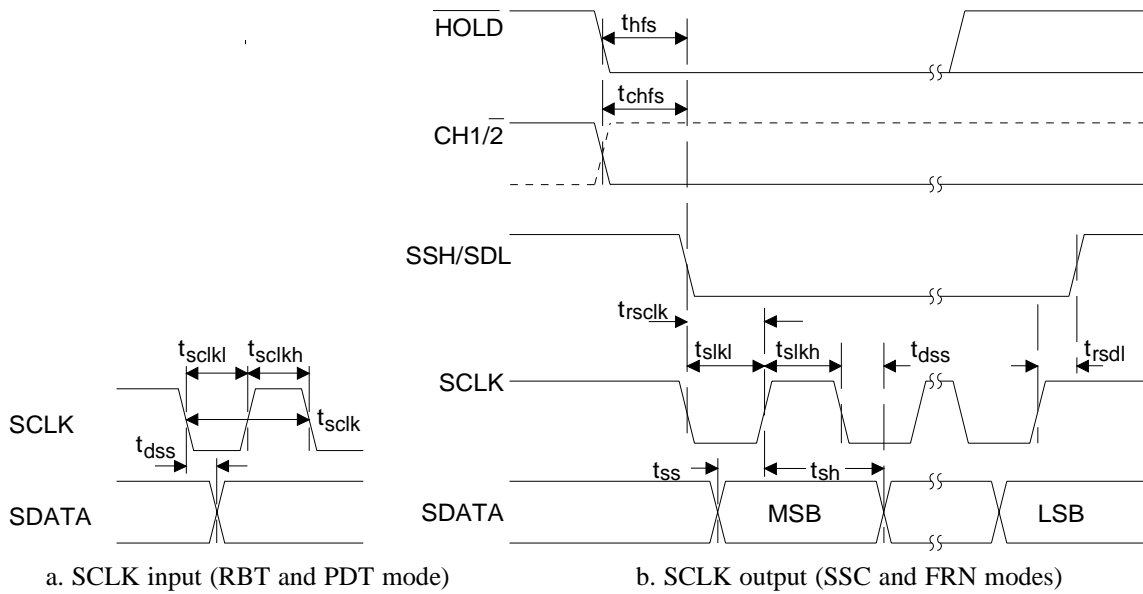 HOLD
thfs
tchfs
CH1/2
SSH/SDL
trsclk
tslkl
tslkh
tdss
trsdl
SCLK
tss
tsh
SDATA
MSB
LSB
tsclkl
tsclkh
SCLK
tsclk
tdss
SDATA
a. SCLK input (RBT and PDT mode)
b. SCLK output (SSC and FRN modes)